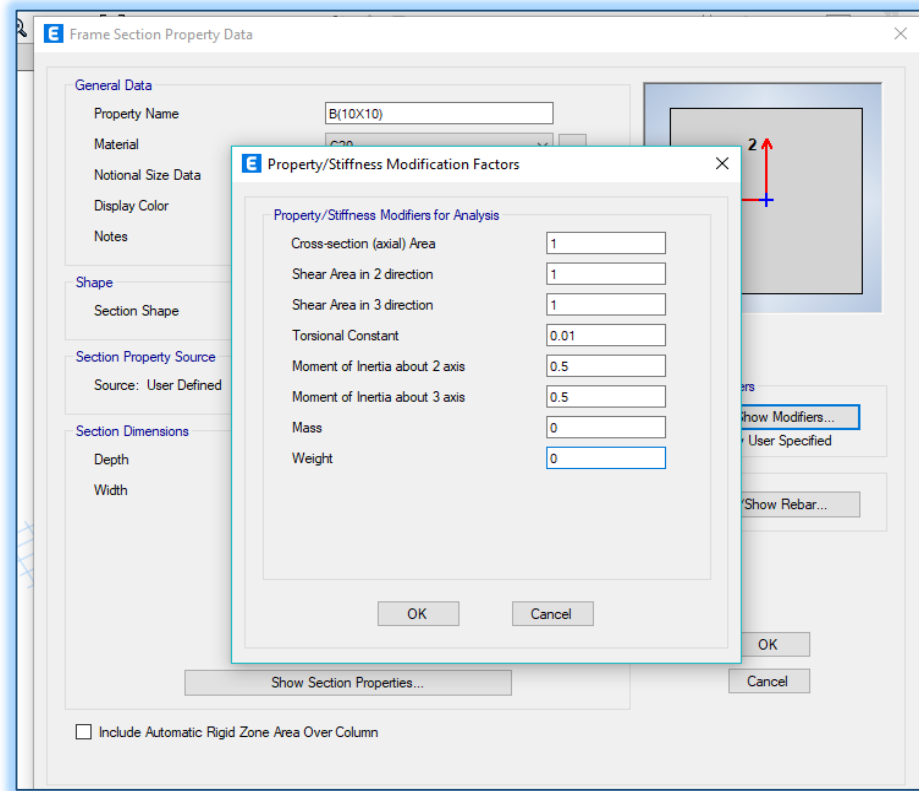 E Frame Section Property Data
General Data
Property Name B(10X10)
Material
Notional Size Data
Display Color
Notes
Shape
Section Shape
Section Property Source
Source: User Defined
Section Dimensions
Depth
Width
Show Section Properties...
Include Automatic Rigid Zone Area Over Column
E Property/Stiffness Modification Factors
Property/Stiffness Modifiers for Analysis
Cross-section (axial) Area 1
Shear Area in 2 direction 1
Shear Area in 3 direction 1
Torsional Constant 0.01
Moment of Inertia about 2 axis 0.5
Moment of Inertia about 3 axis 0.5
Mass 0
Weight 0
OK Cancel
2
ers
Show Modifiers...
User Specified
/Show Rebar...
OK
Cancel